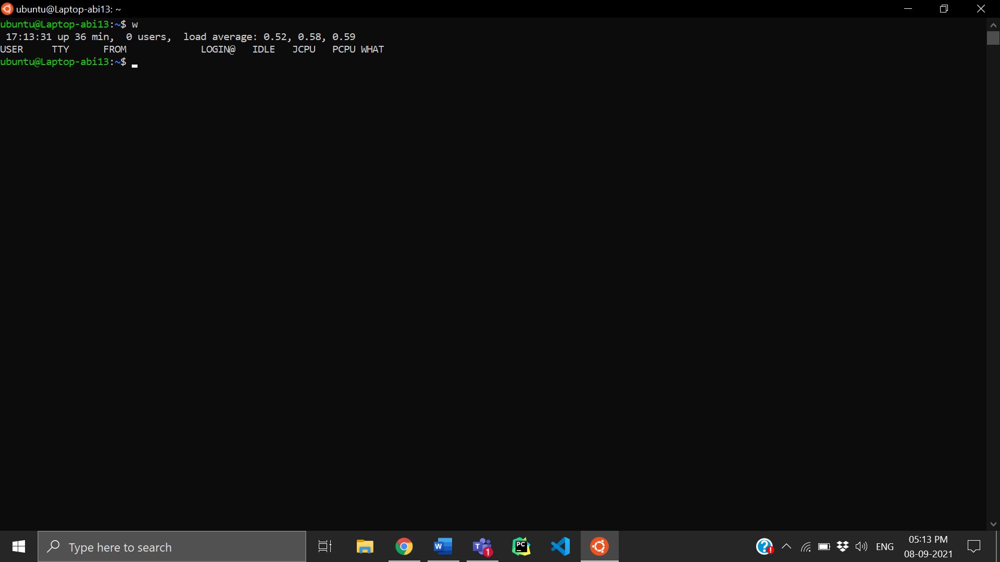 ubuntu@Laptop-abi13: ~
ubuntu@Laptop-abi13:~$ w
 17:13:31 up 36 min,  0 users,  load average: 0.52, 0.58, 0.59
USER     TTY      FROM             LOGIN@   IDLE   JCPU   PCPU WHAT
ubuntu@Laptop-abi13:~$
Type here to search
W
T
1
PC
?
!
ENG
05:13 PM
08-09-2021